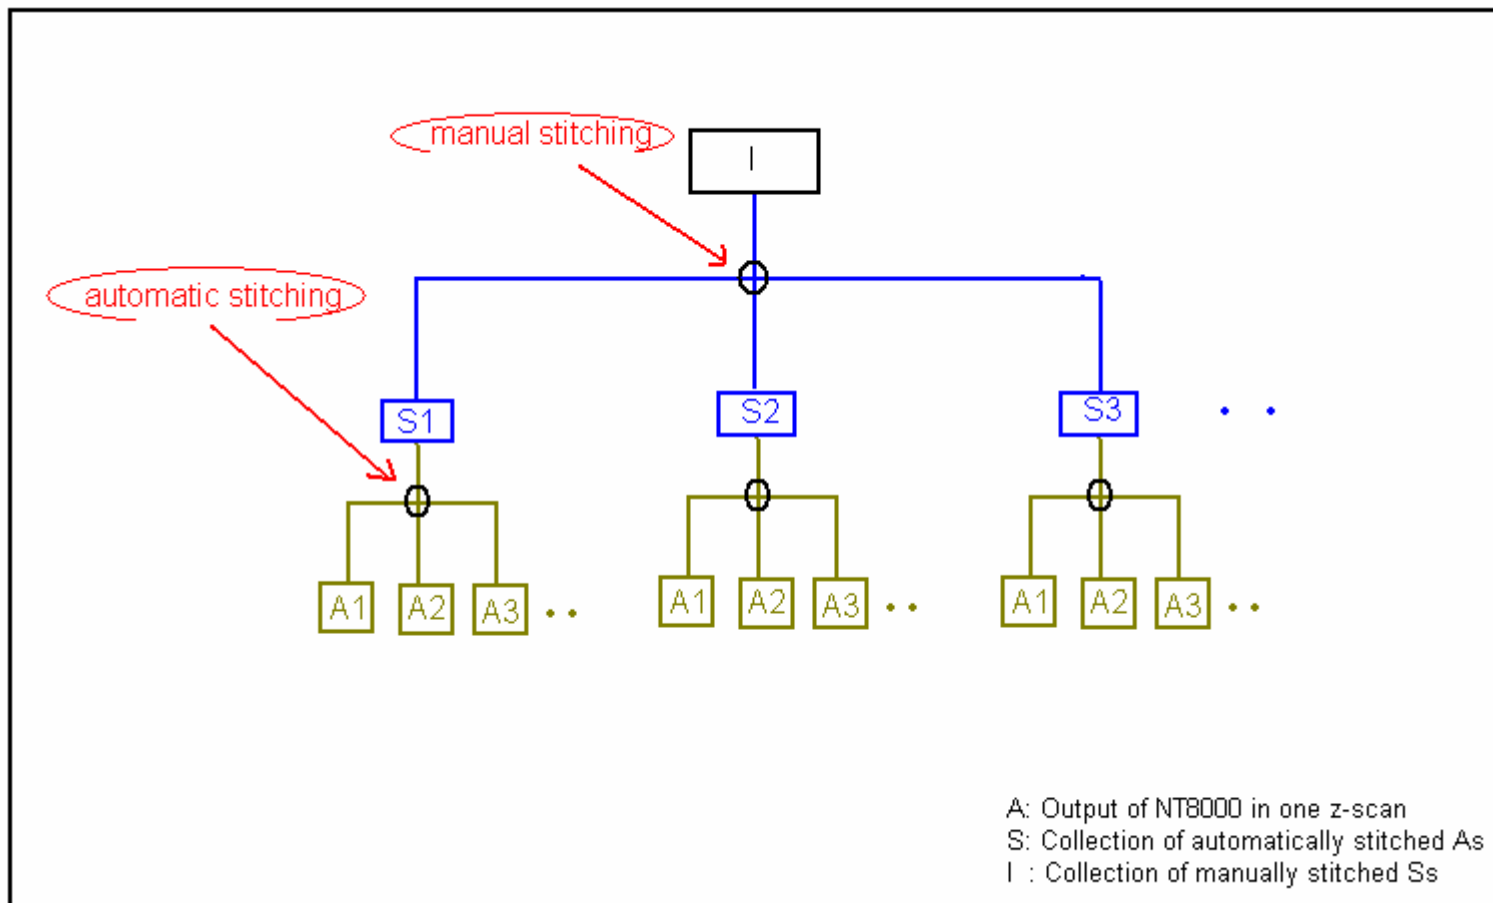 manual stitching
I
automatic stitching
S1 S2 S3
A1 A2 A3 A1 A2 A3 A1 A2 A3
A: Output of NT8000 in one z-scan
S: Collection of automatically stitched As
I : Collection of manually stitched Ss